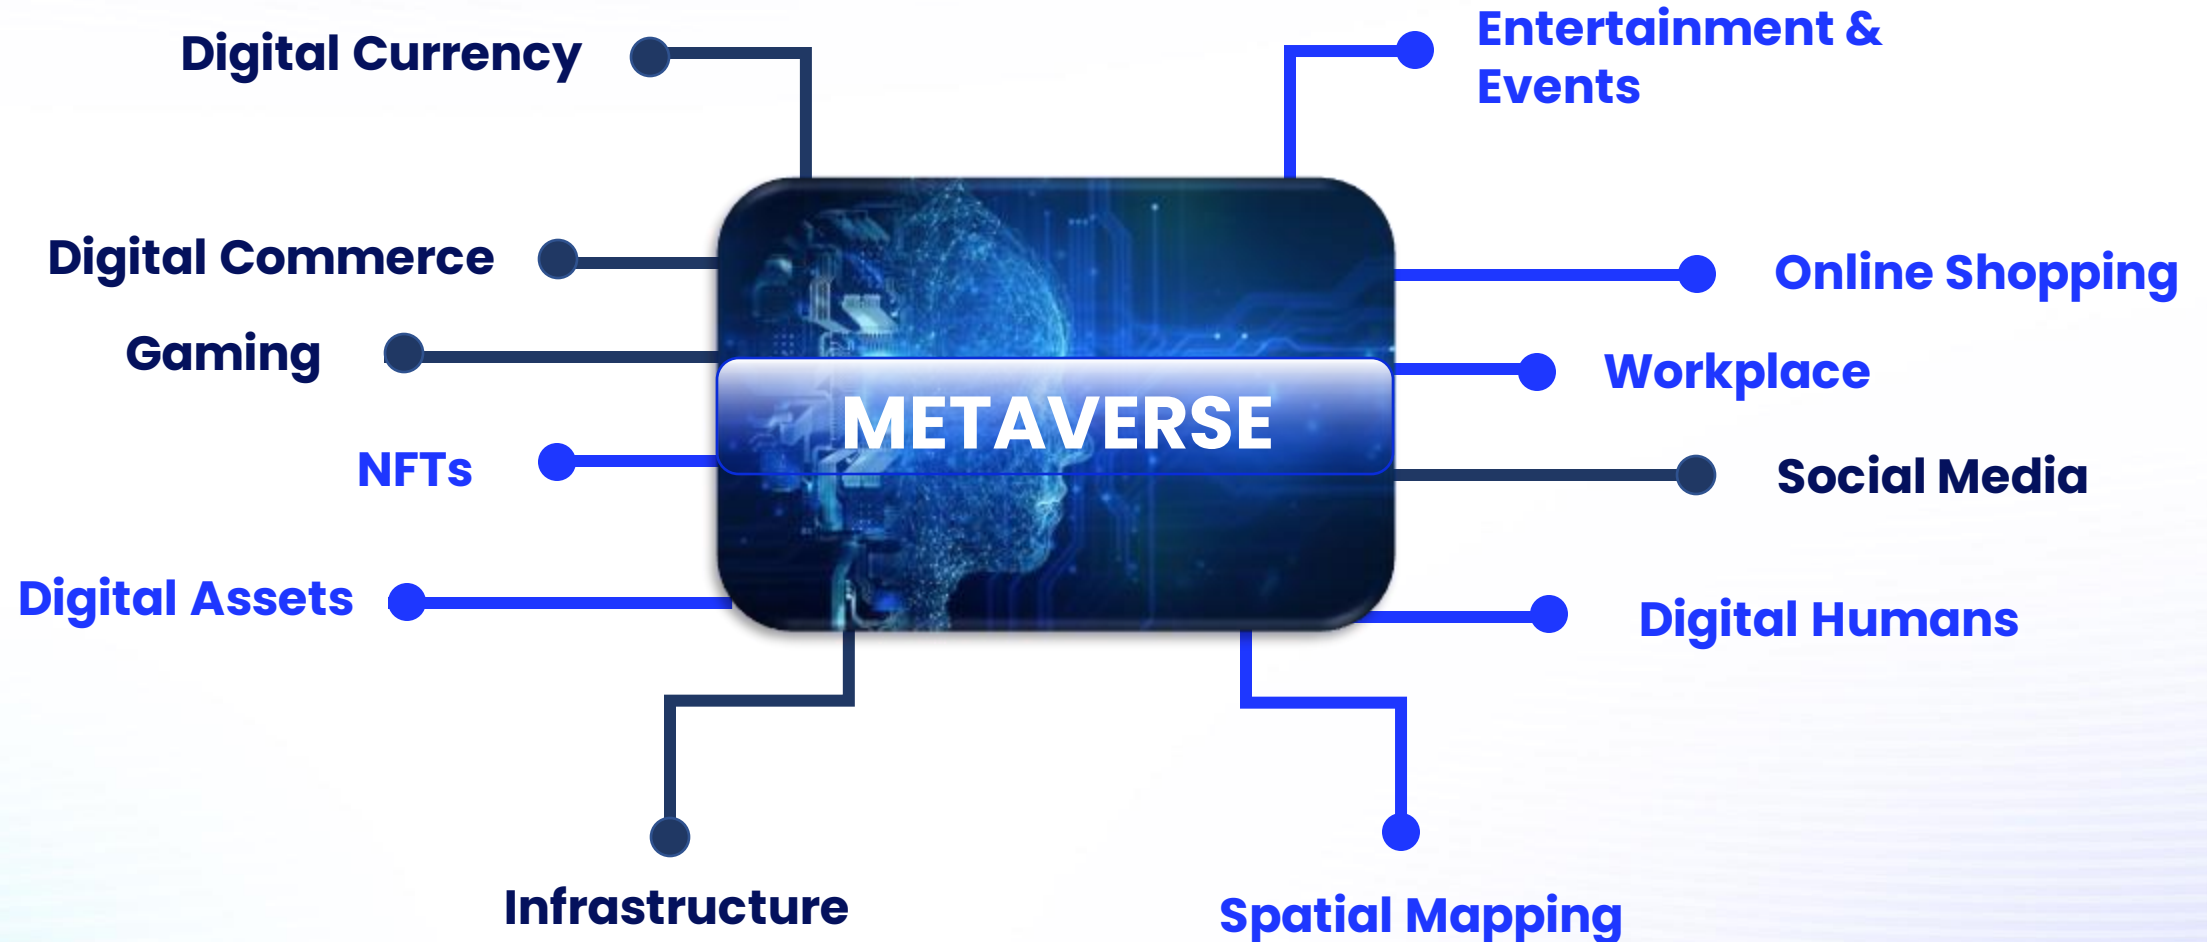 Digital Currency
Entertainment &
Events
Digital Commerce
Online Shopping
Gaming
Workplace
METAVERSE
NFTs
Social Media
Digital Assets
Digital Humans
Infrastructure
Spatial Mapping